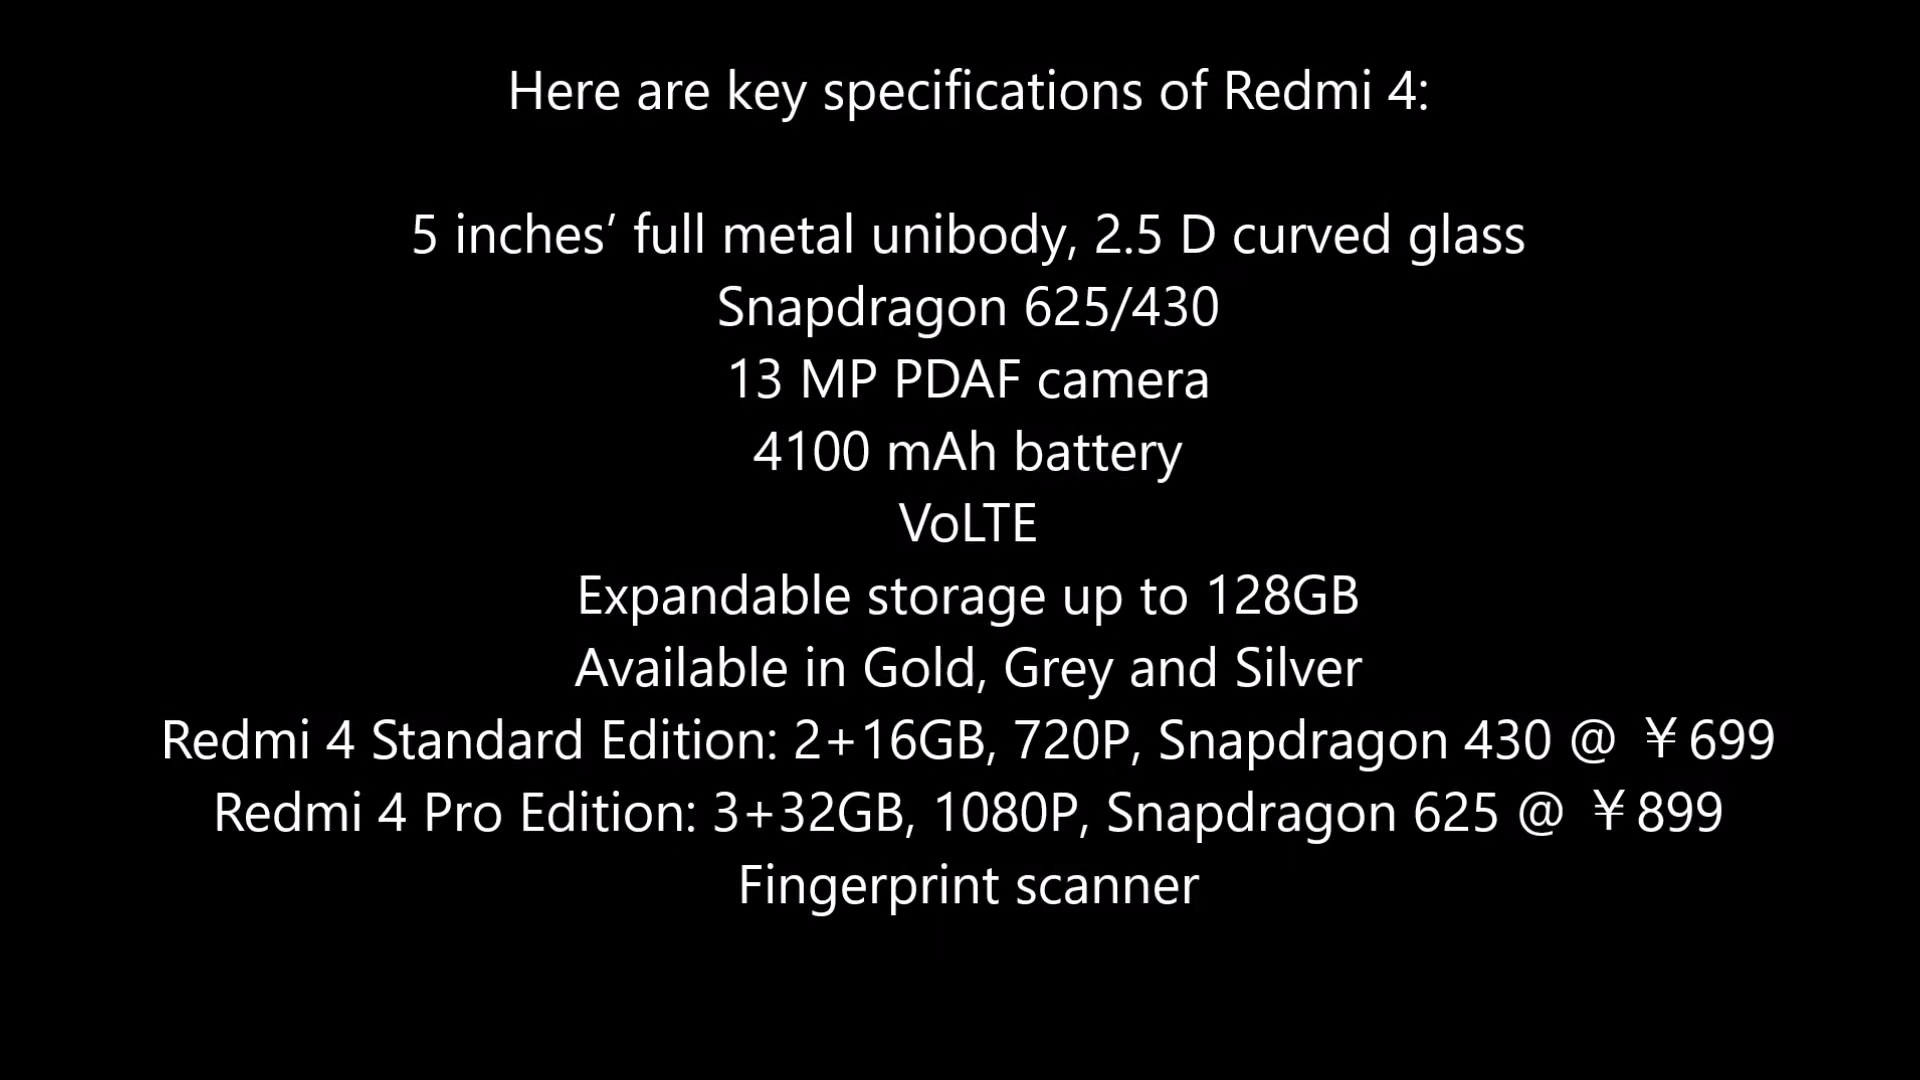 Here are key specifications of Redmi 4:
5 inches’ full metal unibody, 2.5 D curved glass
Snapdragon 625/430
13 MP PDAF camera
4100 mAh battery
VoLTE
Expandable storage up to 128GB
Available in Gold, Grey and Silver
Redmi 4 Standard Edition: 2+16GB, 720P, Snapdragon 430 @ ￥699
Redmi 4 Pro Edition: 3+32GB, 1080P, Snapdragon 625 @ ￥899
Fingerprint scanner